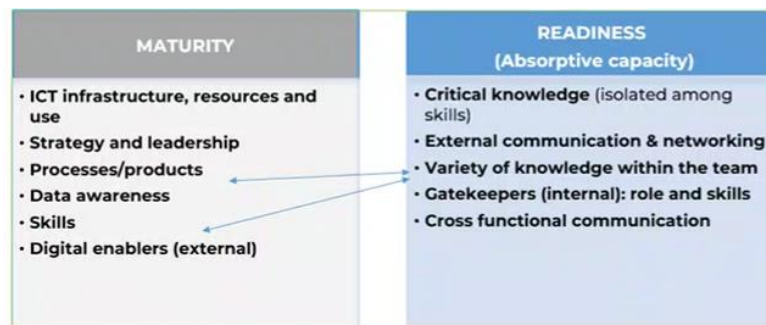 MATURITY
• ICT infrastructure, resources and
use
• Strategy and leadership
• Processes/products
• Data awareness
• Skills
• Digital enablers (external)
READINESS
(Absorptive capacity)
• Critical knowledge (isolated among
skills)
• External communication & networking
• Variety of knowledge within the team
• Gatekeepers (internal): role and skills
• Cross functional communication